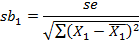 sb₁ = se / √∑(X₁ − X̄₁)²